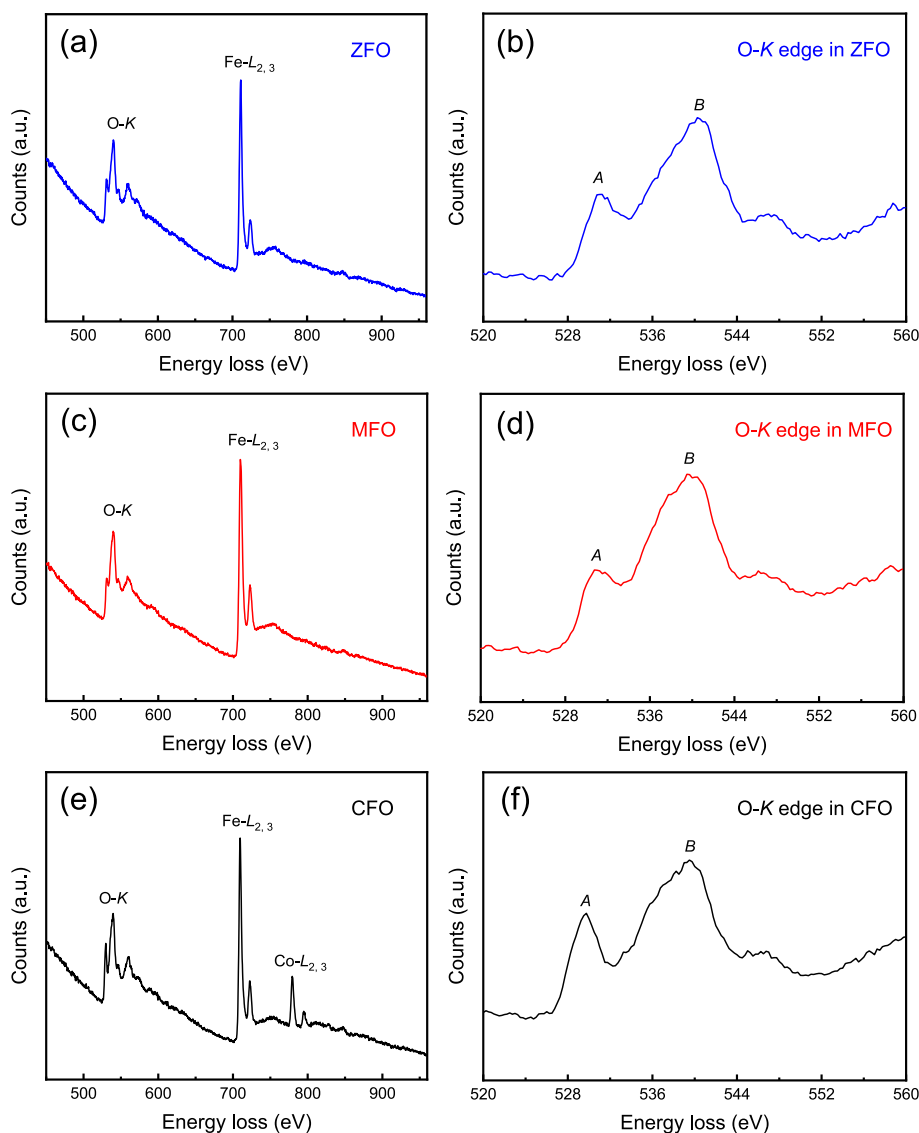 (a)
ZFO
Fe-L2, 3
O-K
Counts (a.u.)
500 600 700 800 900
Energy loss (eV)
(b)
O-K edge in ZFO
B
A
Counts (a.u.)
520 528 536 544 552 560
Energy loss (eV)
(c)
MFO
Fe-L2, 3
O-K
Counts (a.u.)
500 600 700 800 900
Energy loss (eV)
(d)
O-K edge in MFO
B
A
Counts (a.u.)
520 528 536 544 552 560
Energy loss (eV)
(e)
CFO
Fe-L2, 3
O-K
Co-L2, 3
Counts (a.u.)
500 600 700 800 900
Energy loss (eV)
(f)
O-K edge in CFO
B
A
Counts (a.u.)
520 528 536 544 552 560
Energy loss (eV)